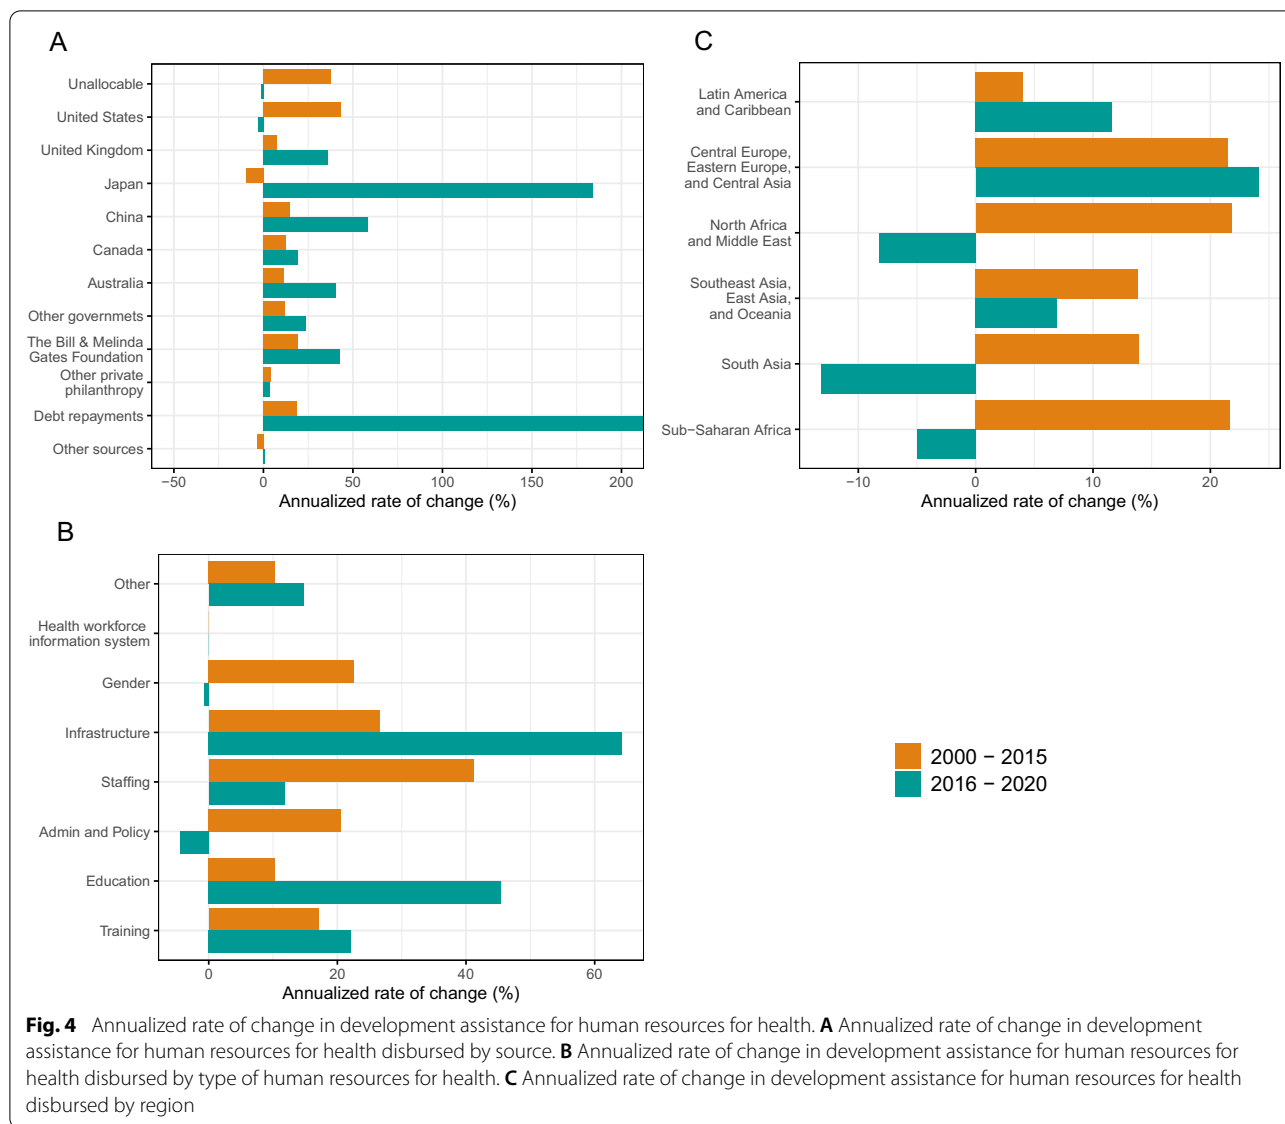 A
Unallocable
United States
United Kingdom
Japan
China
Canada
Australia
Other governmets
The Bill & Melinda
Gates Foundation
Other private
philanthropy
Debt repayments
Other sources
−50 0 50 100 150 200
Annualized rate of change (%)
C
Latin America
and Caribbean
Central Europe,
Eastern Europe,
and Central Asia
North Africa
and Middle East
Southeast Asia,
East Asia,
and Oceania
South Asia
Sub−Saharan Africa
−10 0 10 20
Annualized rate of change (%)
B
Other
Health workforce
information system
Gender
Infrastructure
Staffing
Admin and Policy
Education
Training
0 20 40 60
Annualized rate of change (%)
2000 − 2015
2016 − 2020
Fig. 4 Annualized rate of change in development assistance for human resources for health. A Annualized rate of change in development
assistance for human resources for health disbursed by source. B Annualized rate of change in development assistance for human resources for
health disbursed by type of human resources for health. C Annualized rate of change in development assistance for human resources for health
disbursed by region